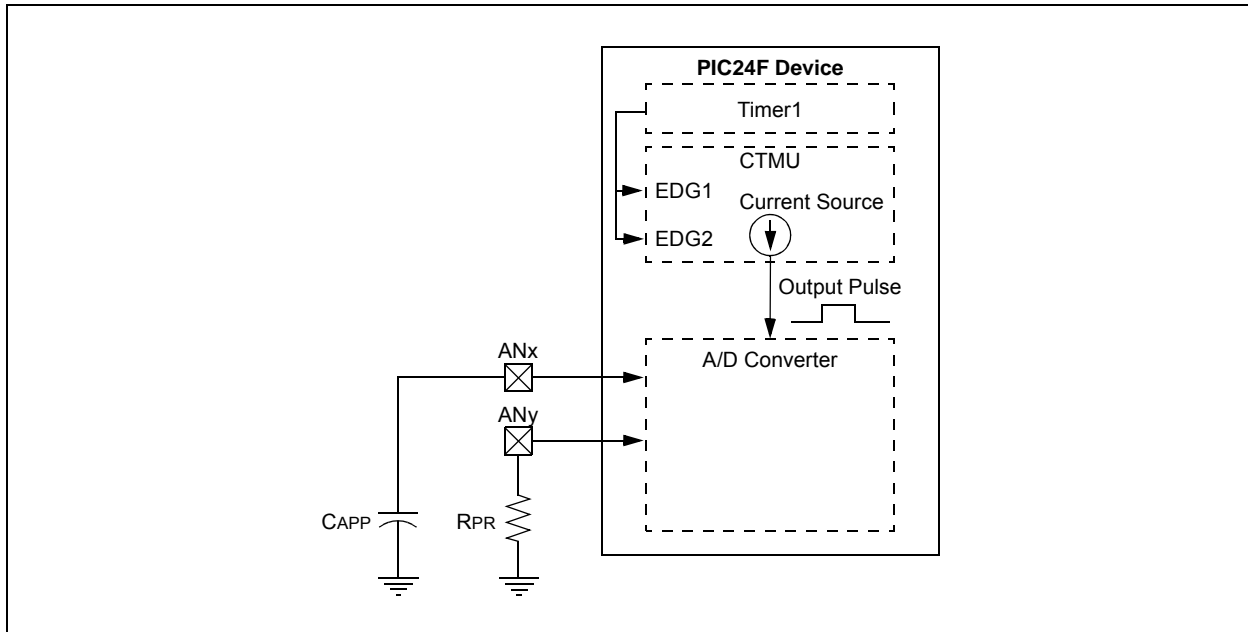 PIC24F Device
Timer1
CTMU
EDG1
Current Source
EDG2
Output Pulse
ANx
A/D Converter
ANy
CAPP
RPR